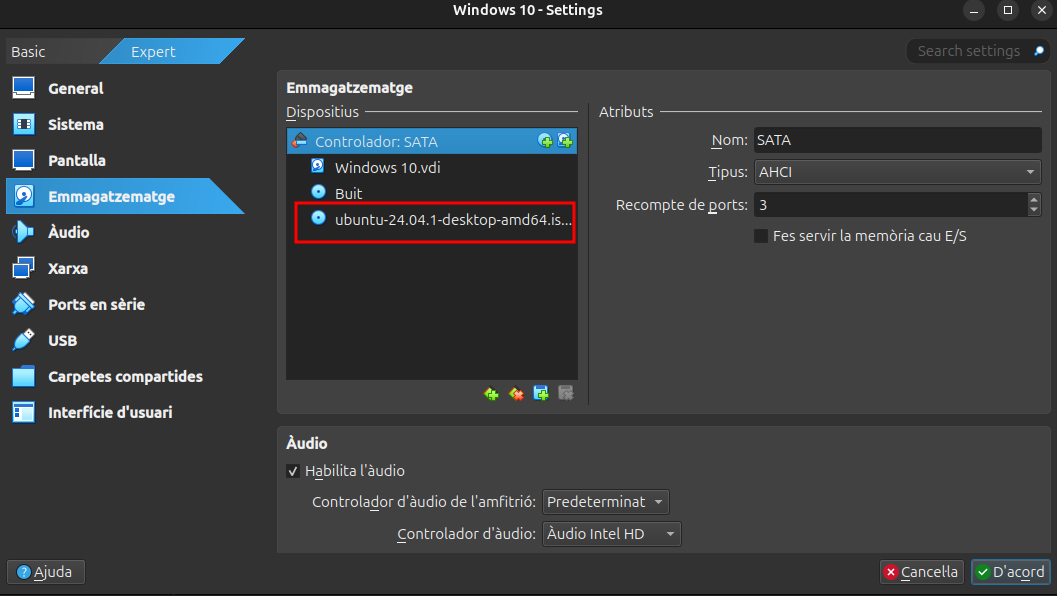 Windows 10 - Settings
Basic
Expert
Search settings
General
Sistema
Pantalla
Emmagatzematge
Àudio
Xarxa
Ports en sèrie
USB
Carpetes compartides
Interfície d'usuari
Emmagatzematge
Dispositius
Controlador: SATA
Windows 10.vdi
Buit
ubuntu-24.04.1-desktop-amd64.is...
Atributs
Nom: SATA
Tipus: AHCI
Recompte de ports: 3
Fes servir la memòria cau E/S
Àudio
Habilita l'àudio
Controlador d'àudio de l'amfitrió: Predeterminat
Controlador d'àudio: Àudio Intel HD
Ajuda
Cancel·la
D'acord